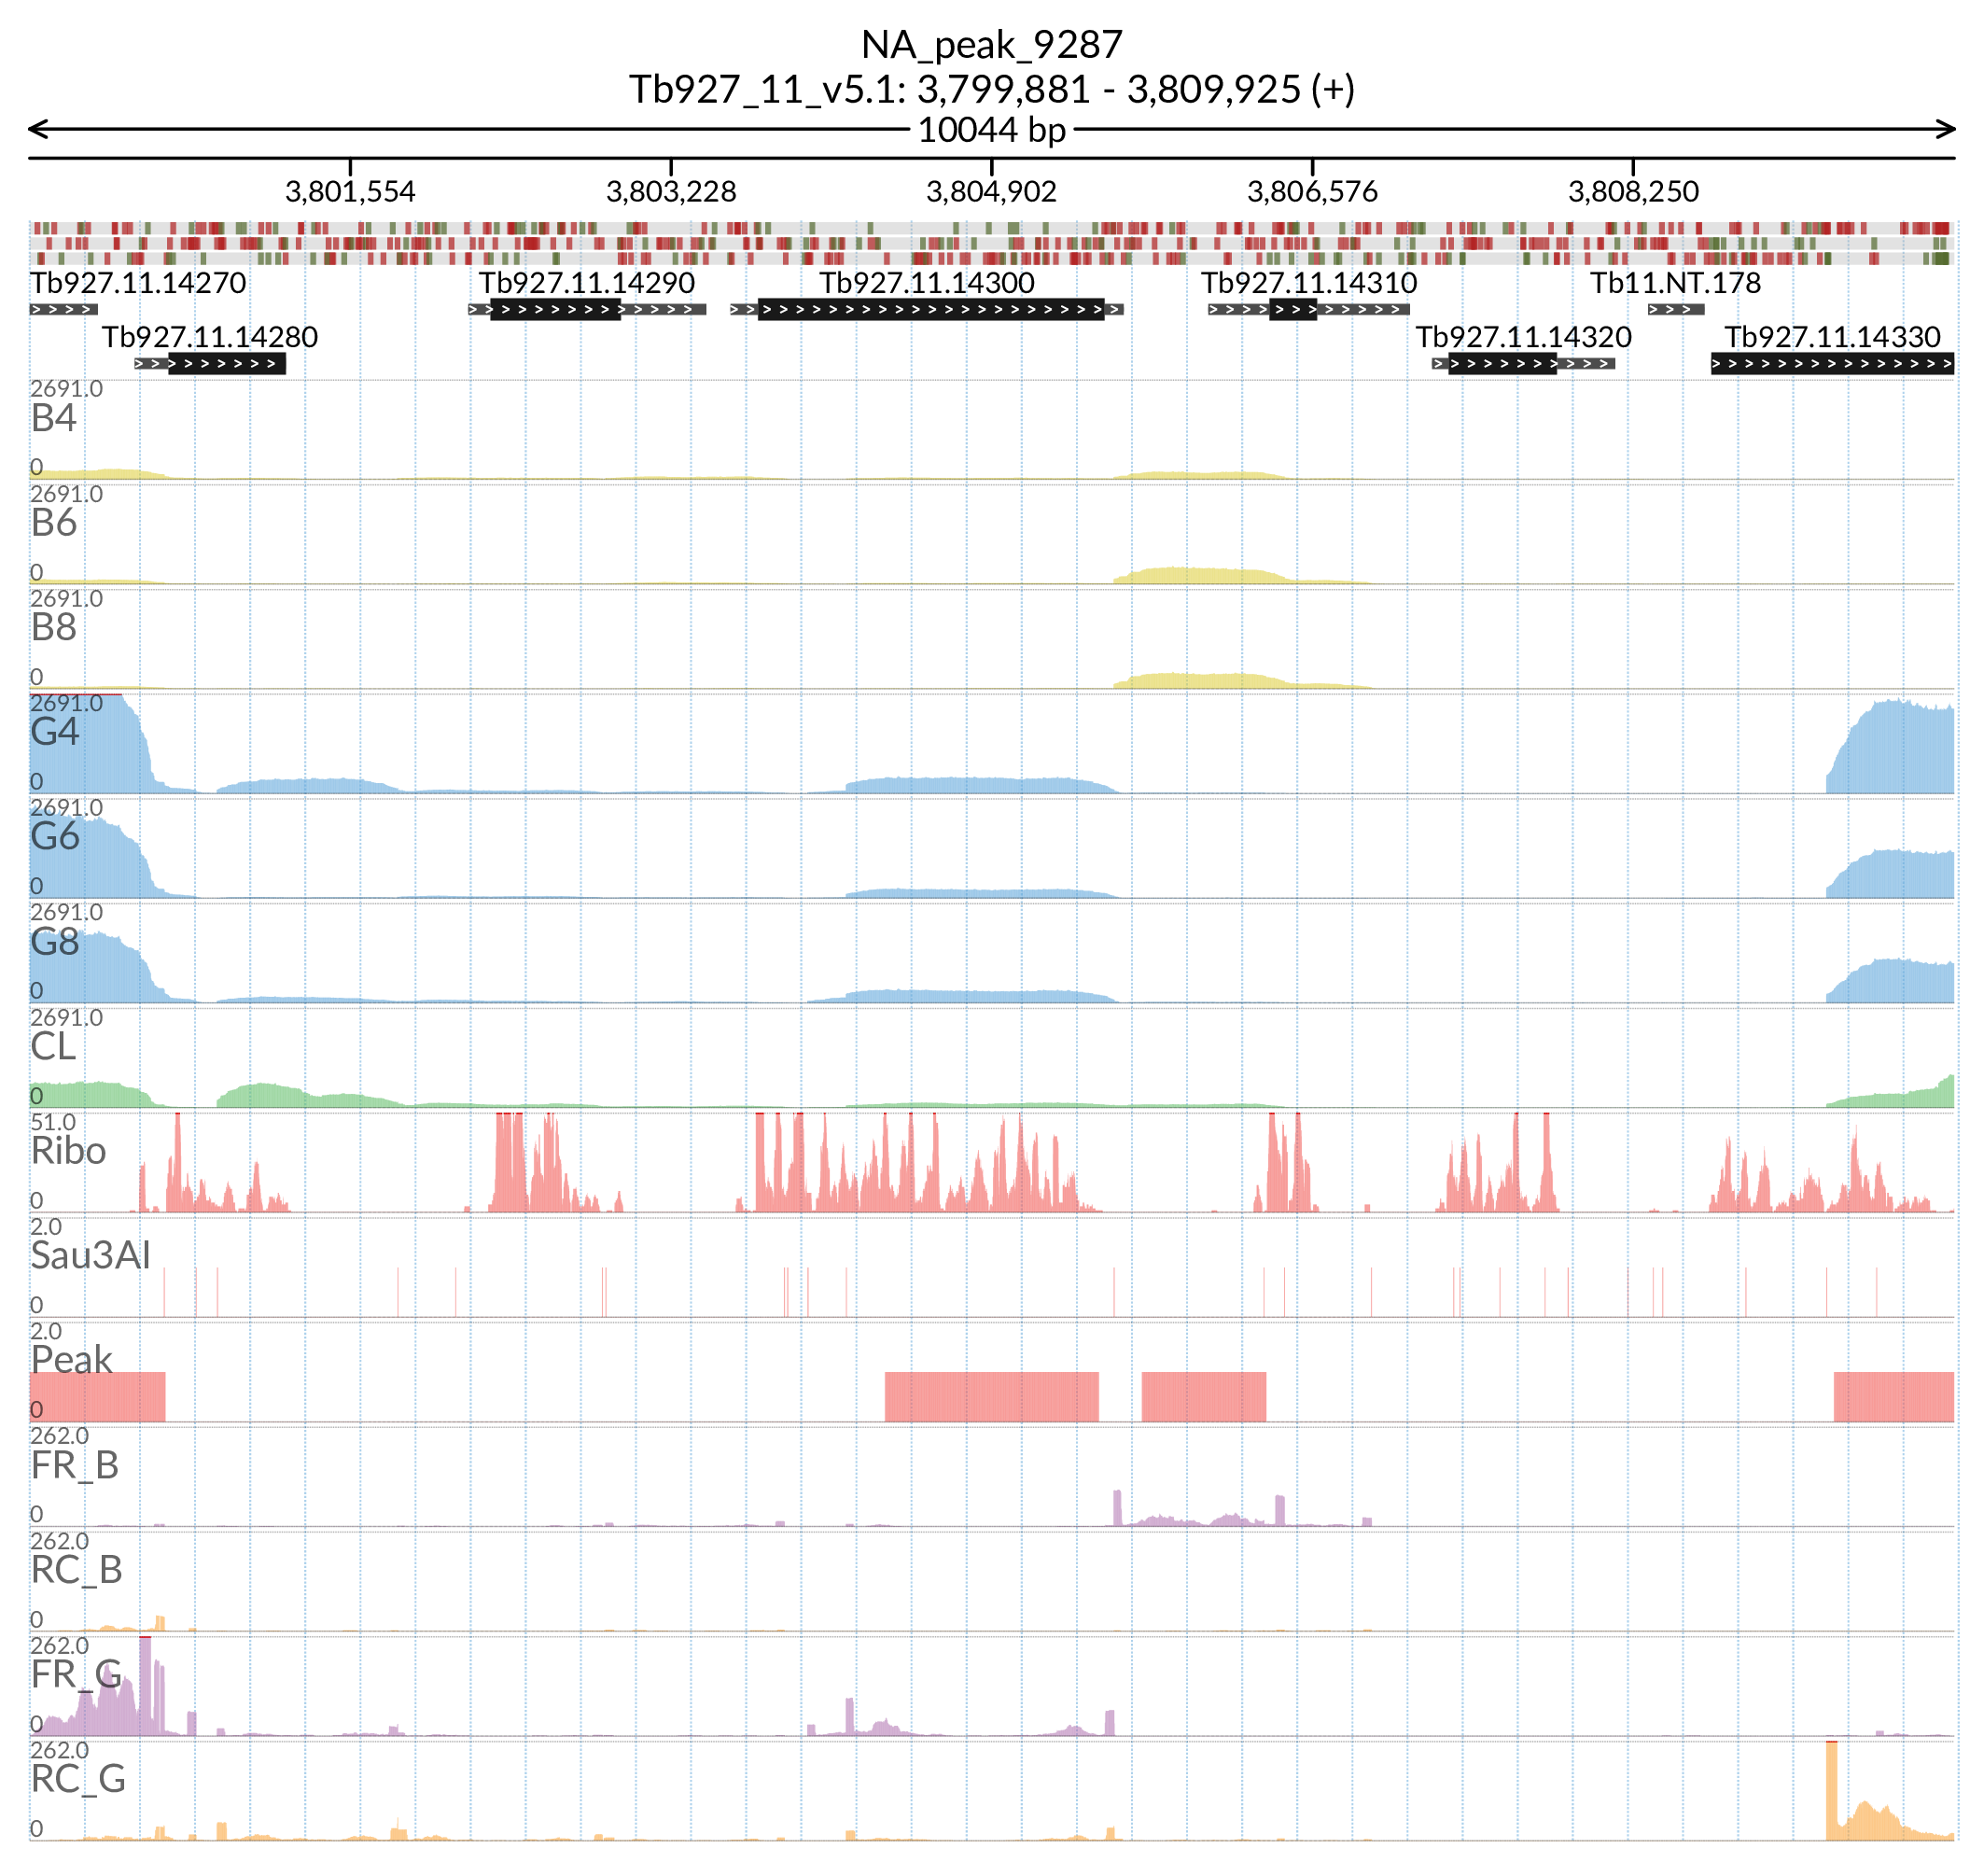 NA_peak_9287
Tb927_11_v5.1: 3,799,881 - 3,809,925 (+)
10044 bp
3,801,554 3,803,228 3,804,902 3,806,576 3,808,250
Tb927.11.14270 Tb927.11.14290 Tb927.11.14300 Tb927.11.14310 Tb11.NT.178
Tb927.11.14280 Tb927.11.14320 Tb927.11.14330
2691.0
B4
0
2691.0
B6
0
2691.0
B8
0
2691.0
G4
0
2691.0
G6
0
2691.0
G8
0
2691.0
CL
0
51.0
Ribo
0
2.0
Sau3AI
0
2.0
Peak
0
262.0
FR_B
0
262.0
RC_B
0
262.0
FR_G
0
262.0
RC_G
0